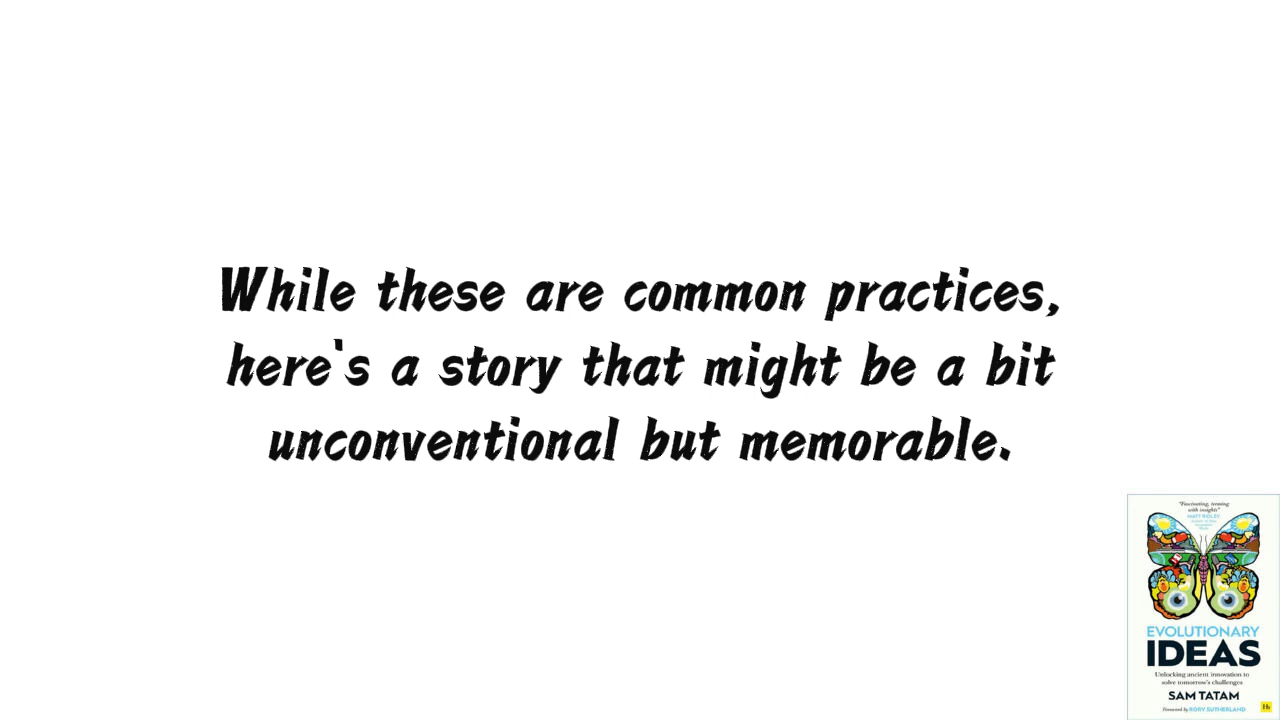 While these are common practices,
here's a story that might be a bit
unconventional but memorable.
"Fascinating, teeming
with insights"
MATT RIDLEY
EVOLUTIONARY
IDEAS
Unlocking ancient innovation to
solve tomorrow's challenges
SAM TATAM
Foreword by RORY SUTHERLAND
Hh